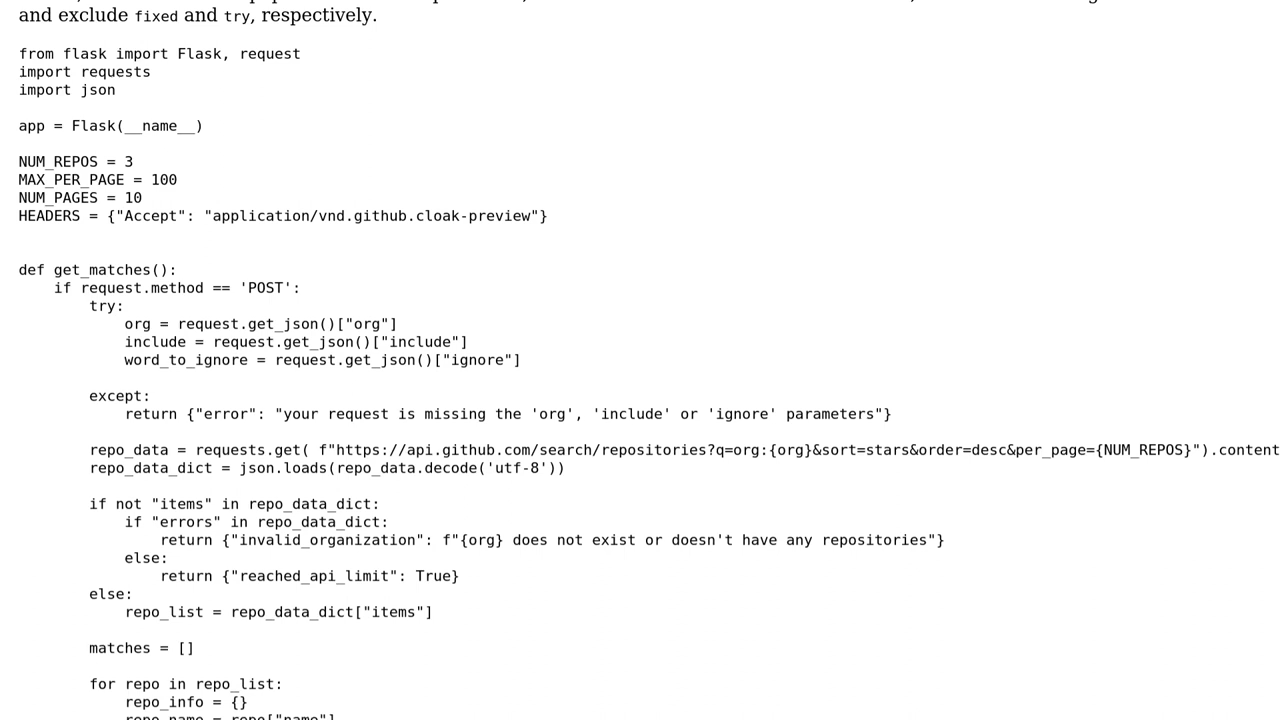 and exclude fixed and try, respectively.
from flask import Flask, request
import requests
import json
app = Flask(__name__)
NUM_REPOS = 3
MAX_PER_PAGE = 100
NUM_PAGES = 10
HEADERS = {"Accept": "application/vnd.github.cloak-preview"}
def get_matches():
    if request.method == 'POST':
        try:
            org = request.get_json()["org"]
            include = request.get_json()["include"]
            word_to_ignore = request.get_json()["ignore"]
        except:
            return {"error": "your request is missing the 'org', 'include' or 'ignore' parameters"}
        repo_data = requests.get( f"https://api.github.com/search/repositories?q=org:{org}&sort=stars&order=desc&per_page={NUM_REPOS}").content
        repo_data_dict = json.loads(repo_data.decode('utf-8'))
        if not "items" in repo_data_dict:
            if "errors" in repo_data_dict:
                return {"invalid_organization": f"{org} does not exist or doesn't have any repositories"}
            else:
                return {"reached_api_limit": True}
        else:
            repo_list = repo_data_dict["items"]
        matches = []
        for repo in repo_list:
            repo_info = {}
            repo_name = repo["name"]